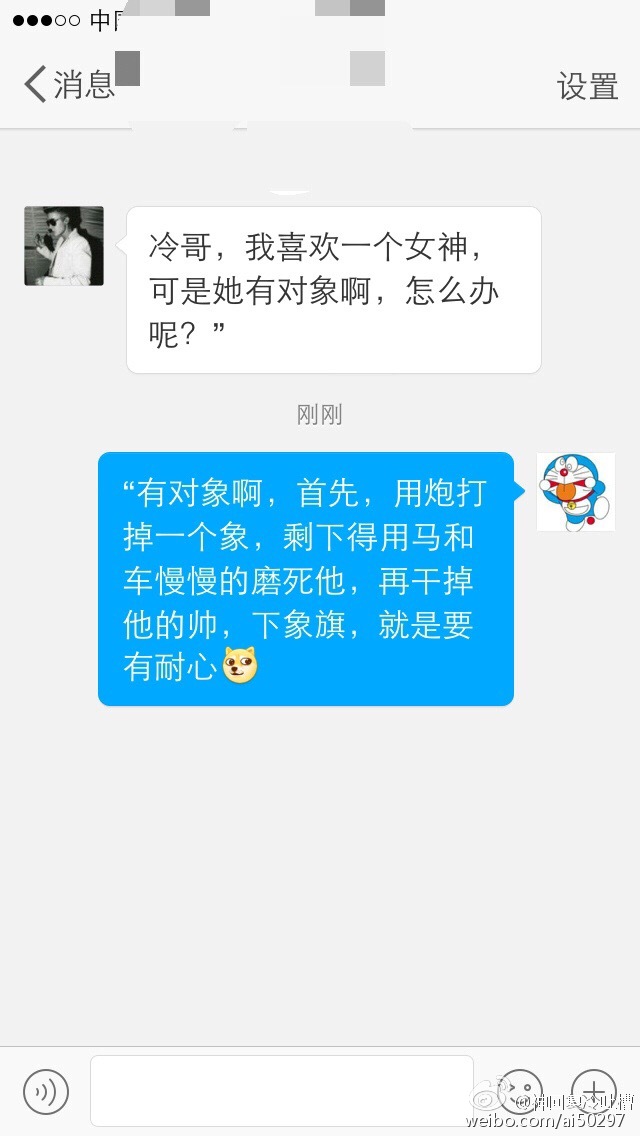 中
消息
设置
冷哥，我喜欢一个女神，
可是她有对象啊，怎么办
呢？”
刚刚
“有对象啊，首先，用炮打
掉一个象，剩下得用马和
车慢慢的磨死他，再干掉
他的帅，下象旗，就是要
有耐心
weibo.com/ai50297